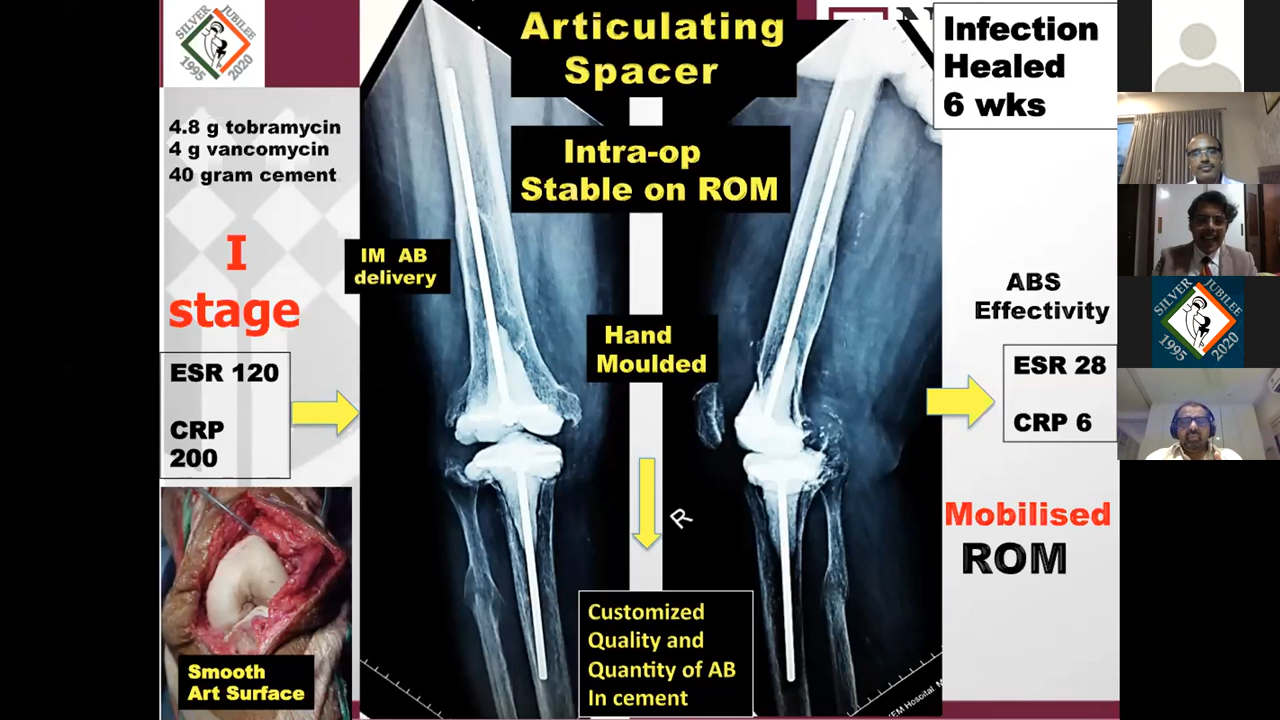 SILVER JUBILEE
1995 2020
4.8 g tobramycin
4 g vancomycin
40 gram cement
I
stage
ESR 120
CRP
200
Smooth
Art Surface
IM AB
delivery
Articulating
Spacer
Intra-op
Stable on ROM
Hand
Moulded
R
Customized
Quality and
Quantity of AB
In cement
Infection
Healed
6 wks
ABS
Effectivity
ESR 28
CRP 6
Mobilised
ROM
SILVER JUBILEE
1995 2020